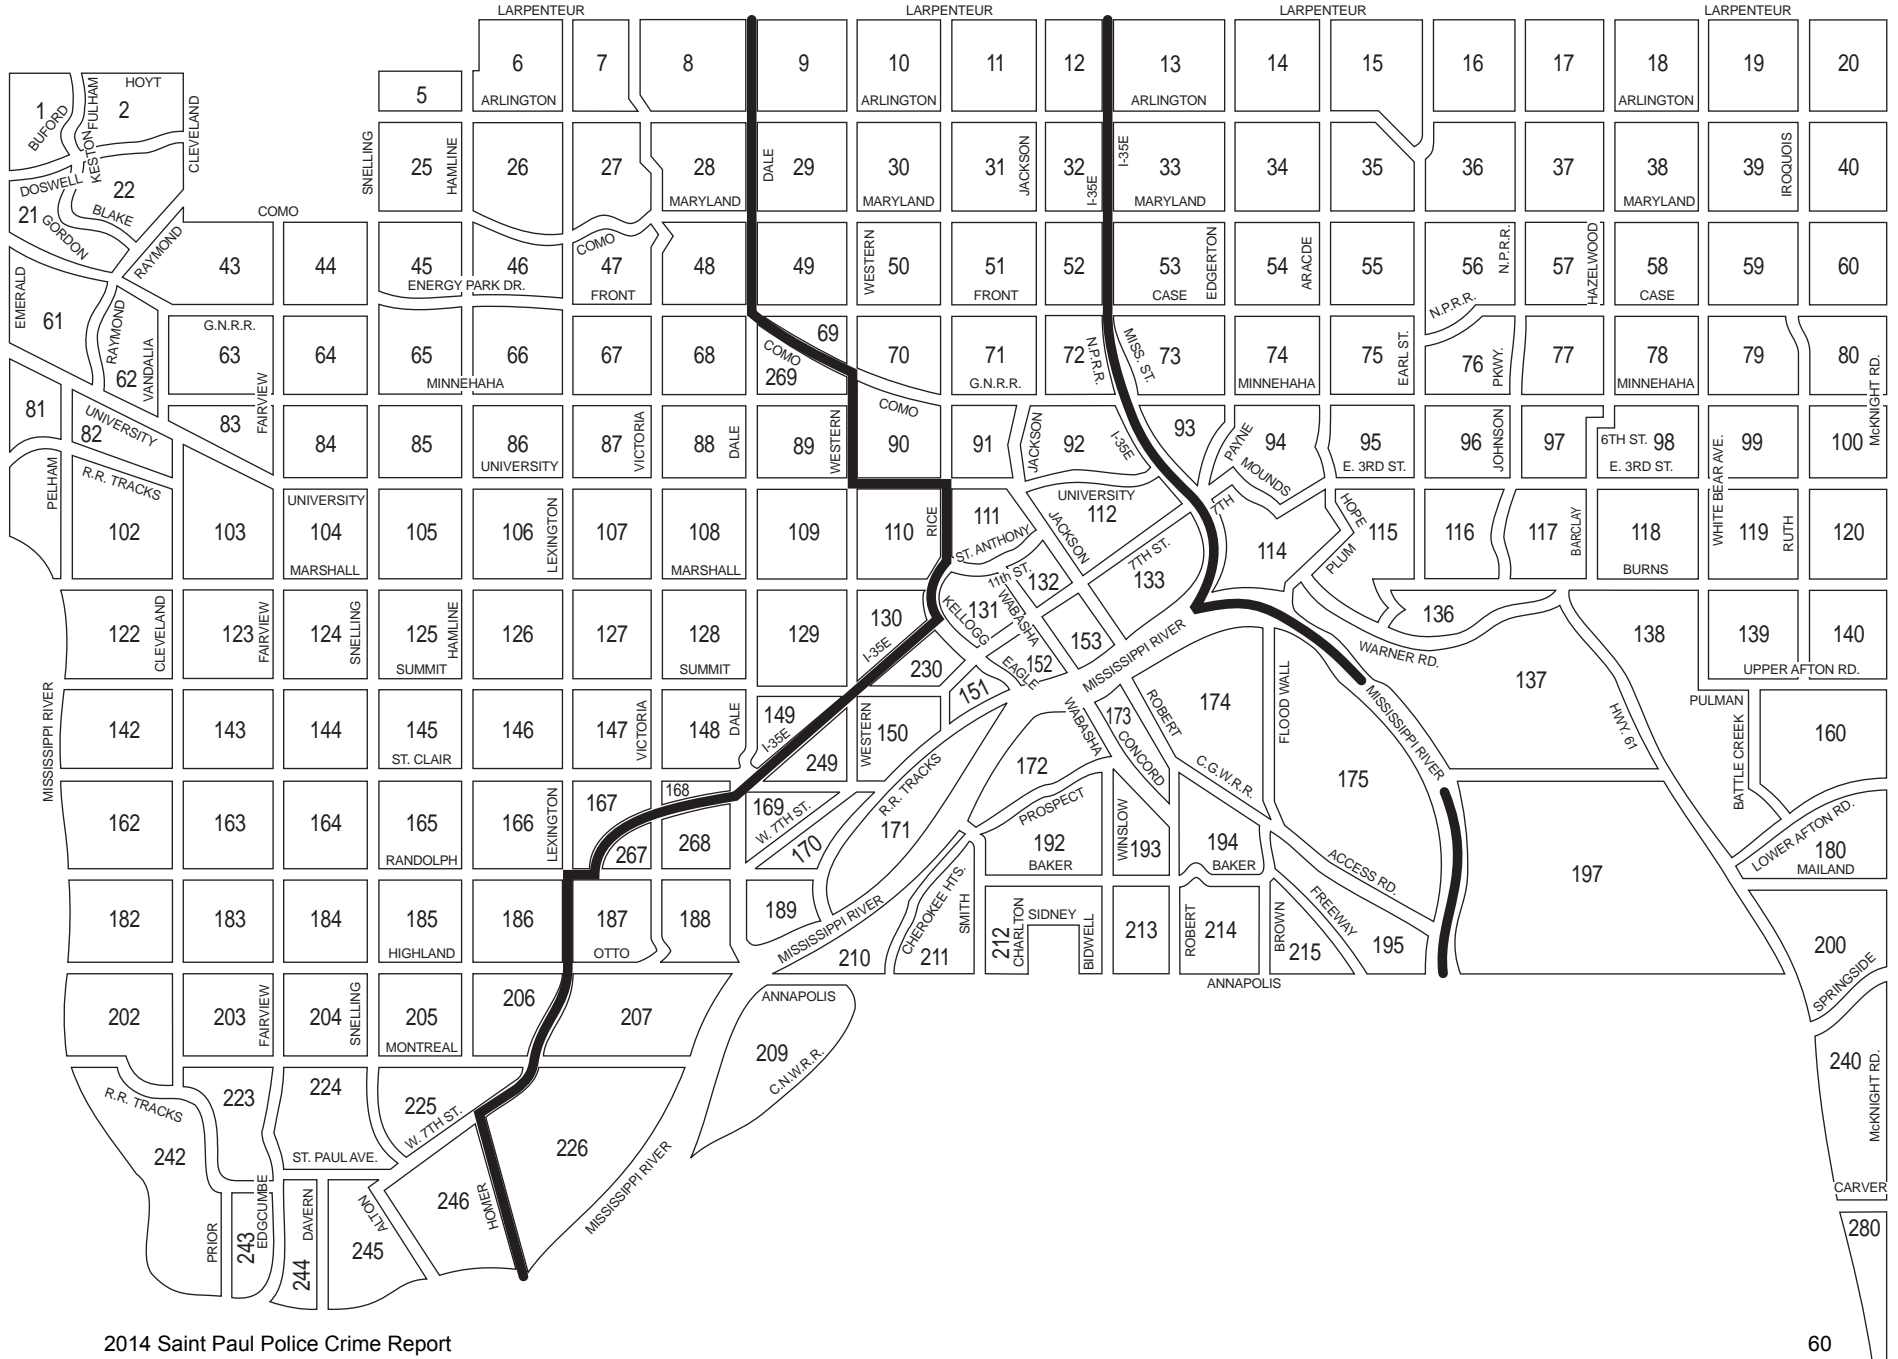 LARPENTEUR LARPENTEUR LARPENTEUR LARPENTEUR
6 7 8 9 10 11 12 13 14 15 16 17 18 19 20
HOYT
1 2 5
FULHAM
ARLINGTON ARLINGTON ARLINGTON ARLINGTON
BUFORD
KESTON
CLEVELAND
SNELLING
25
HAMLINE
26 27 28
DALE
29 30 31
JACKSON
32
I-35E
I-35E
33 34 35 36 37 38 39
IROQUOIS
40
DOSWELL
22
MARYLAND MARYLAND MARYLAND MARYLAND
21
BLAKE
GORDON
COMO
RAYMOND
43 44 45 46
COMO
47 48 49
WESTERN
50 51 52 53
EDGERTON
54
ARACDE
55 56
N.P.R.R.
57
HAZELWOOD
58 59 60
ENERGY PARK DR.
FRONT FRONT CASE CASE
EMERALD
61
RAYMOND
62
VANDALIA
G.N.R.R.
63
FAIRVIEW
64 65 66 67 68
69
COMO
269
70 71 72
N.P.R.R.
MISS. ST.
73 74 75
EARL ST.
N.P.R.R.
76
PKWY.
77 78 79 80
McKNIGHT RD.
MINNEHAHA G.N.R.R. MINNEHAHA MINNEHAHA
81
UNIVERSITY
82
83 84 85 86 87
VICTORIA
88
DALE
89
WESTERN
COMO
90 91
JACKSON
92
I-35E
93
PAYNE
94
MOUNDS
95 96
JOHNSON
97
6TH ST. 98
WHITE BEAR AVE.
99 100
UNIVERSITY E. 3RD ST. E. 3RD ST.
PELHAM
R.R. TRACKS
102 103
UNIVERSITY
104 105 106
LEXINGTON
107 108 109 110
RICE
111
ST. ANTHONY
UNIVERSITY
112
JACKSON
7TH ST.
7TH
114
HOPE
PLUM
115 116 117
BARCLAY
118 119
RUTH
120
MARSHALL MARSHALL BURNS
11th ST.
132 133
122
CLEVELAND
123
FAIRVIEW
124
SNELLING
125
HAMLINE
126 127 128 129 130
I-35E
KELLOGG
131
WABASHA
153
EAGLE
152
MISSISSIPPI RIVER
136
WARNER RD.
138 139 140
SUMMIT SUMMIT
230
UPPER AFTON RD.
MISSISSIPPI RIVER
142 143 144 145 146 147
VICTORIA
148
DALE
149
I-35E
249
WESTERN
150 151
WABASHA
173
CONCORD
ROBERT
174
FLOOD WALL
MISSISSIPPI RIVER
137
HWY. 61
PULMAN
BATTLE CREEK
160
ST. CLAIR
R.R. TRACKS
172
C.G.W.R.R.
175
162 163 164 165 166
LEXINGTON
167 168
267 268
169
W. 7TH ST.
170 171
PROSPECT
192
WINSLOW
193 194
ACCESS RD.
197
LOWER AFTON RD.
180
RANDOLPH BAKER BAKER MAILAND
182 183 184 185 186 187 188 189
MISSISSIPPI RIVER
210
CHEROKEE HTS.
211
SMITH
212
CHARLTON
SIDNEY
BIDWELL
213
ROBERT
214
BROWN
215
FREEWAY
195
200
SPRINGSIDE
HIGHLAND OTTO
ANNAPOLIS ANNAPOLIS
202 203
FAIRVIEW
204
SNELLING
205 206 207
209
C.N.W.R.R.
MONTREAL
240
McKNIGHT RD.
R.R. TRACKS
223 224 225
W. 7TH ST.
226
MISSISSIPPI RIVER
242
ST. PAUL AVE.
PRIOR
243
EDGCUMBE
244
DAVERN
ALTON
245 246
HOMER
CARVER
280
2014 Saint Paul Police Crime Report 60